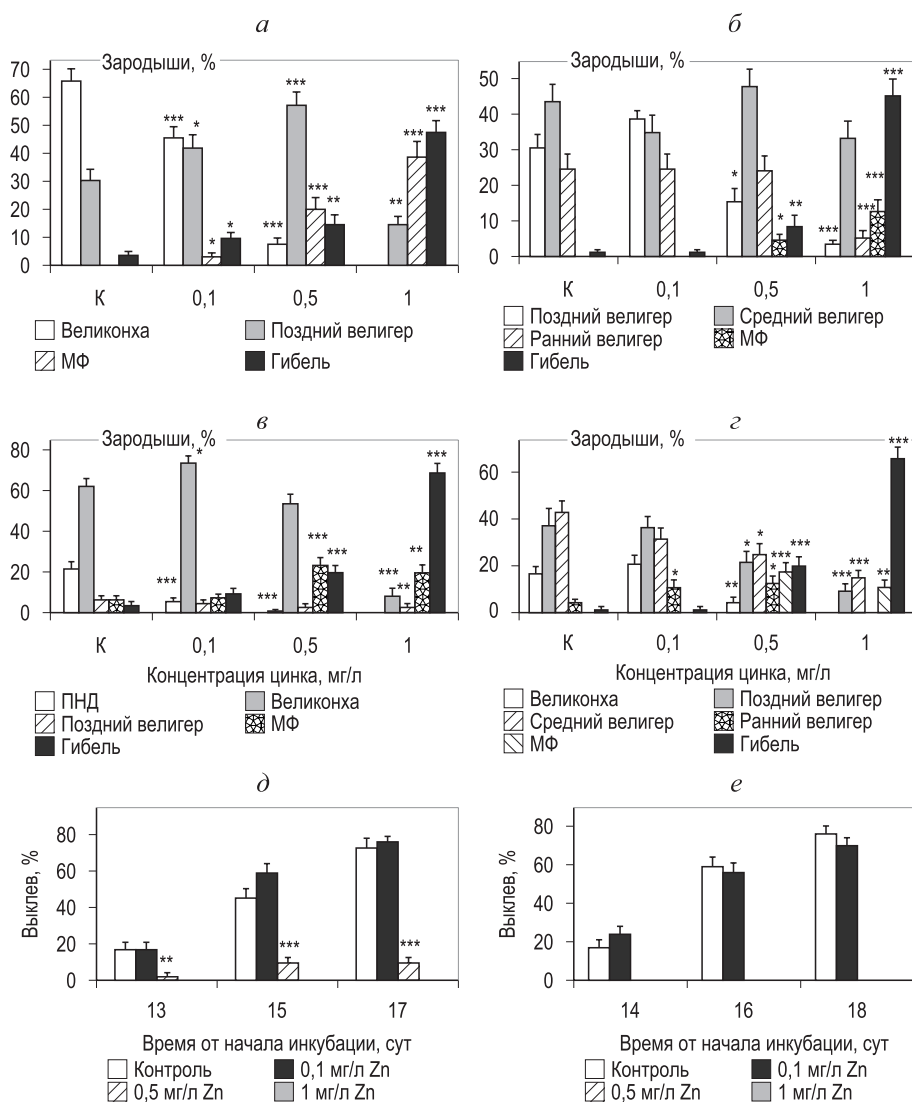 а
Зародыши, %
70
60
50
40
30
20
10
0
*** * * * *** *** *** ** ** *** ***
К 0,1 0,5 1
Великонха Поздний велигер
МФ Гибель
б
Зародыши, %
50
40
30
20
10
0
* * ** *** *** *** ***
К 0,1 0,5 1
Поздний велигер Средний велигер
Ранний велигер МФ
Гибель
в
Зародыши, %
80
60
40
20
0
*** * *** *** *** *** ** ** ***
К 0,1 0,5 1
Концентрация цинка, мг/л
ПНД Великонха
Поздний велигер МФ
Гибель
г
Зародыши, %
80
60
40
20
0
* ** * * * *** *** *** *** ** ***
К 0,1 0,5 1
Концентрация цинка, мг/л
Великонха Поздний велигер
Средний велигер Ранний велигер
МФ Гибель
д
Выклев, %
80
60
40
20
0
** *** ***
13 15 17
Время от начала инкубации, сут
Контроль 0,1 мг/л Zn
0,5 мг/л Zn 1 мг/л Zn
е
Выклев, %
80
60
40
20
0
14 16 18
Время от начала инкубации, сут
Контроль 0,1 мг/л Zn
0,5 мг/л Zn 1 мг/л Zn